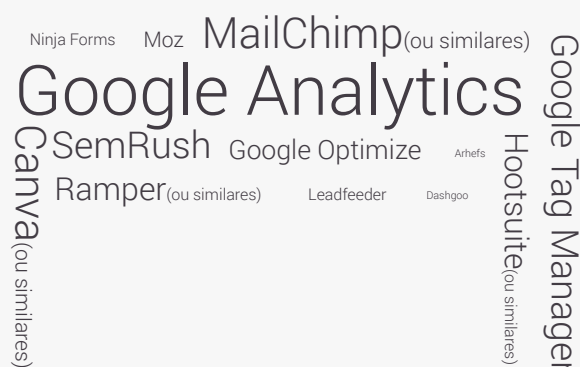 Ninja Forms Moz MailChimp(ou similares)
Google Analytics
SemRush Google Optimize Arhefs
Ramper(ou similares) Leadfeeder Dashgoo
Canva(ou similares)
Hootsuite(ou similares)
Google Tag Manager